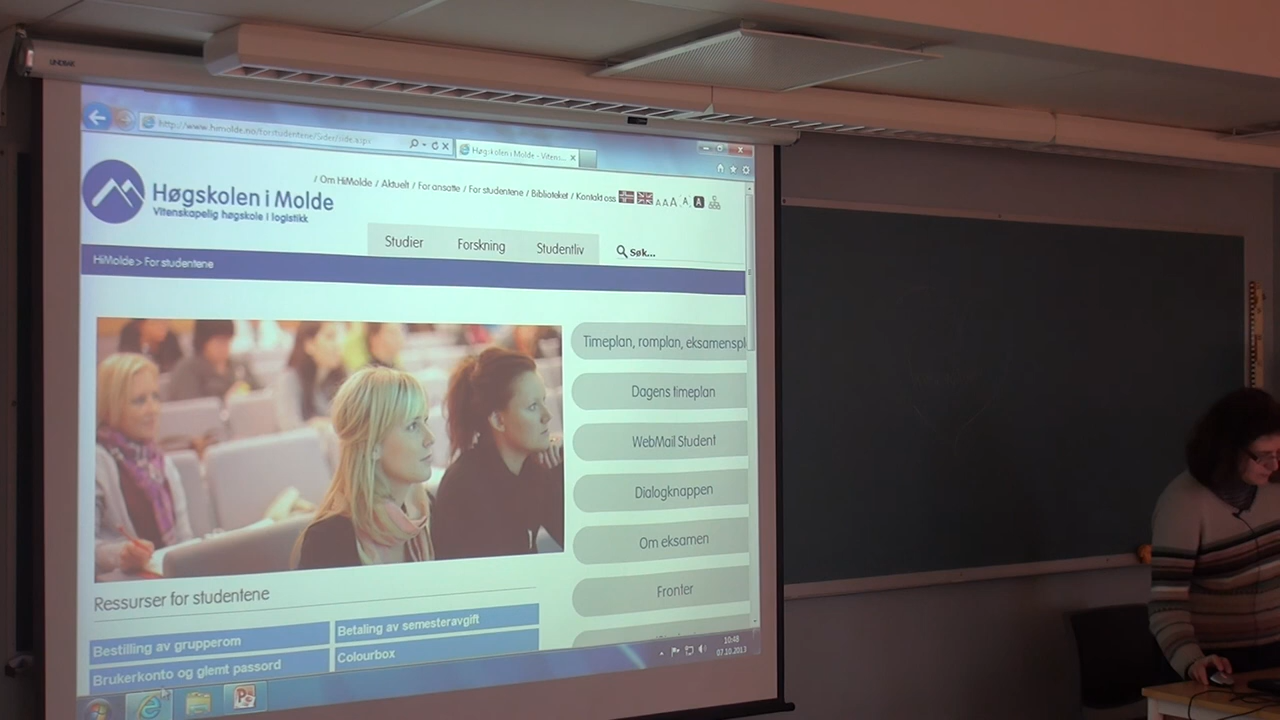 http://www.himolde.no/forstudentene/Sider/side.aspx
Høgskolen i Molde - Vitens...
/ Om HiMolde / Aktuelt / For ansatte / For studentene / Biblioteket / Kontakt oss
A A A A A
Høgskolen i Molde
Vitenskapelig høgskole i logistikk
Studier Forskning Studentliv Søk...
HiMolde > For studentene
Timeplan, romplan, eksamenspl
Dagens timeplan
WebMail Student
Dialogknappen
Om eksamen
Fronter
Ressurser for studentene
Bestilling av grupperom
Betaling av semesteravgift
Brukerkonto og glemt passord
Colourbox
10:48
07.10.2013